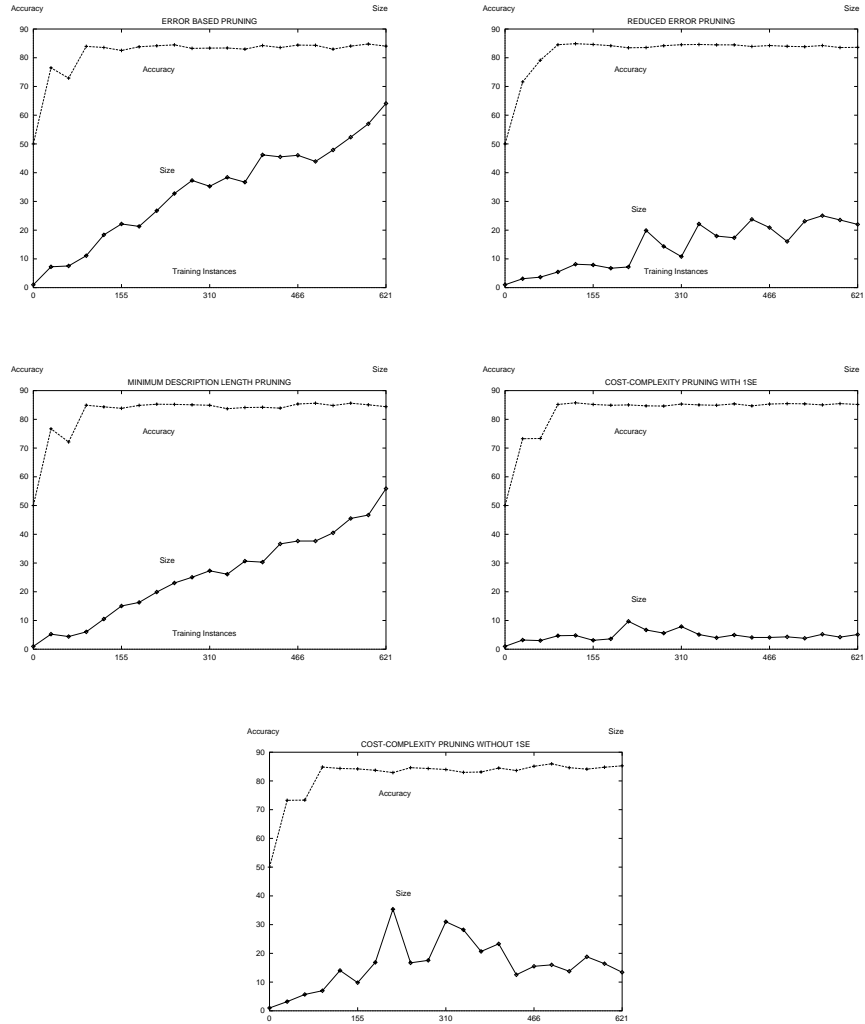 Accuracy Size
ERROR BASED PRUNING
90
80
Accuracy
70
60
50
40
Size
30
20
10
Training Instances
0
0 155 310 466 621
Accuracy Size
REDUCED ERROR PRUNING
90
80
Accuracy
70
60
50
40
30
Size
20
10
Training Instances
0
0 155 310 466 621
Accuracy Size
MINIMUM DESCRIPTION LENGTH PRUNING
90
80
Accuracy
70
60
50
40
Size
30
20
10
Training Instances
0
0 155 310 466 621
Accuracy Size
COST-COMPLEXITY PRUNING WITH 1SE
90
80
Accuracy
70
60
50
40
30
20
Size
10
0
0 155 310 466 621
Accuracy Size
COST-COMPLEXITY PRUNING WITHOUT 1SE
90
80
Accuracy
70
60
50
Size
40
30
20
10
0
0 155 310 466 621